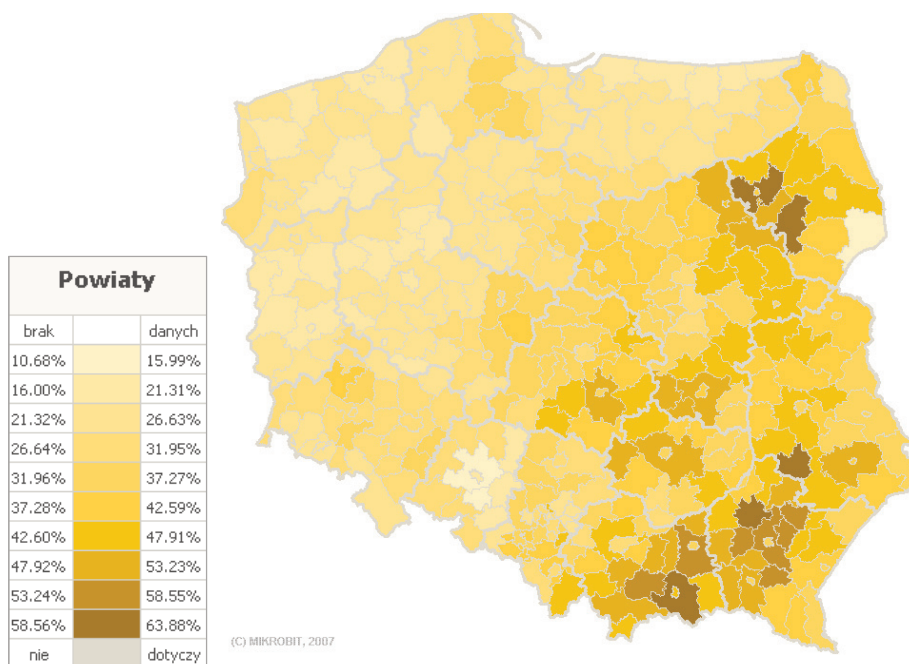 Powiaty
brak danych
10.68% 15.99%
16.00% 21.31%
21.32% 26.63%
26.64% 31.95%
31.96% 37.27%
37.28% 42.59%
42.60% 47.91%
47.92% 53.23%
53.24% 58.55%
58.56% 63.88%
nie dotyczy
(C) MIKROBIT, 2007